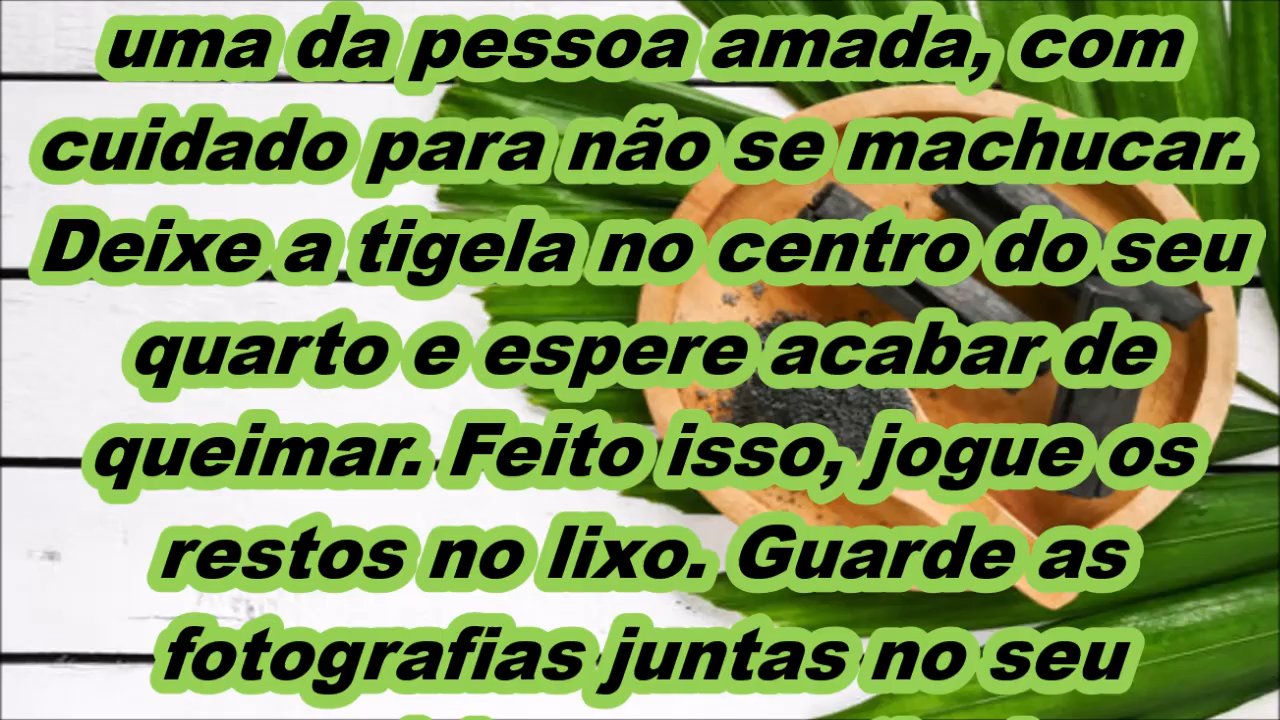 uma da pessoa amada, com
cuidado para não se machucar.
Deixe a tigela no centro do seu
quarto e espere acabar de
queimar. Feito isso, jogue os
restos no lixo. Guarde as
fotografias juntas no seu